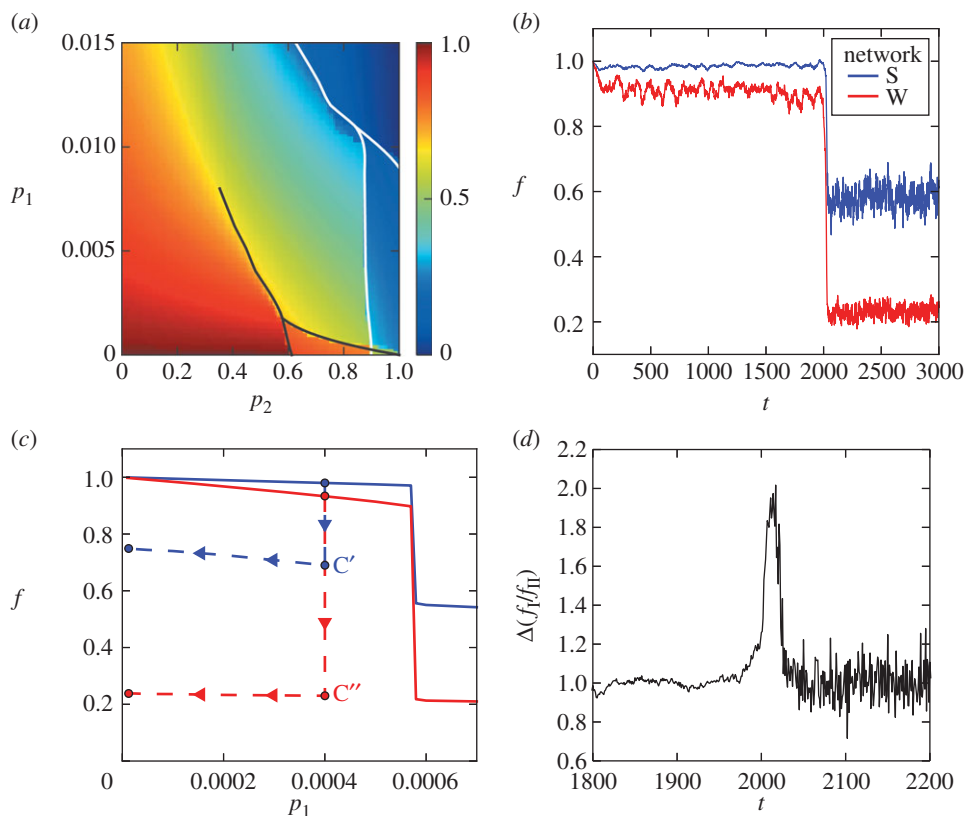 (a)
0.015
0.010
p1
0.005
0
0 0.2 0.4 0.6 0.8 1.0
p2
1.0
0.5
0
(b)
network
S
W
1.0
0.8
f
0.6
0.4
0.2
0 500 1000 1500 2000 2500 3000
t
(c)
1.0
0.8
f
0.6
0.4
0.2
C′
C″
0 0.0002 0.0004 0.0006
p1
(d)
2.2
2.0
1.8
1.6
Δ(fI/fII)
1.4
1.2
1.0
0.8
0.6
1800 1900 2000 2100 2200
t